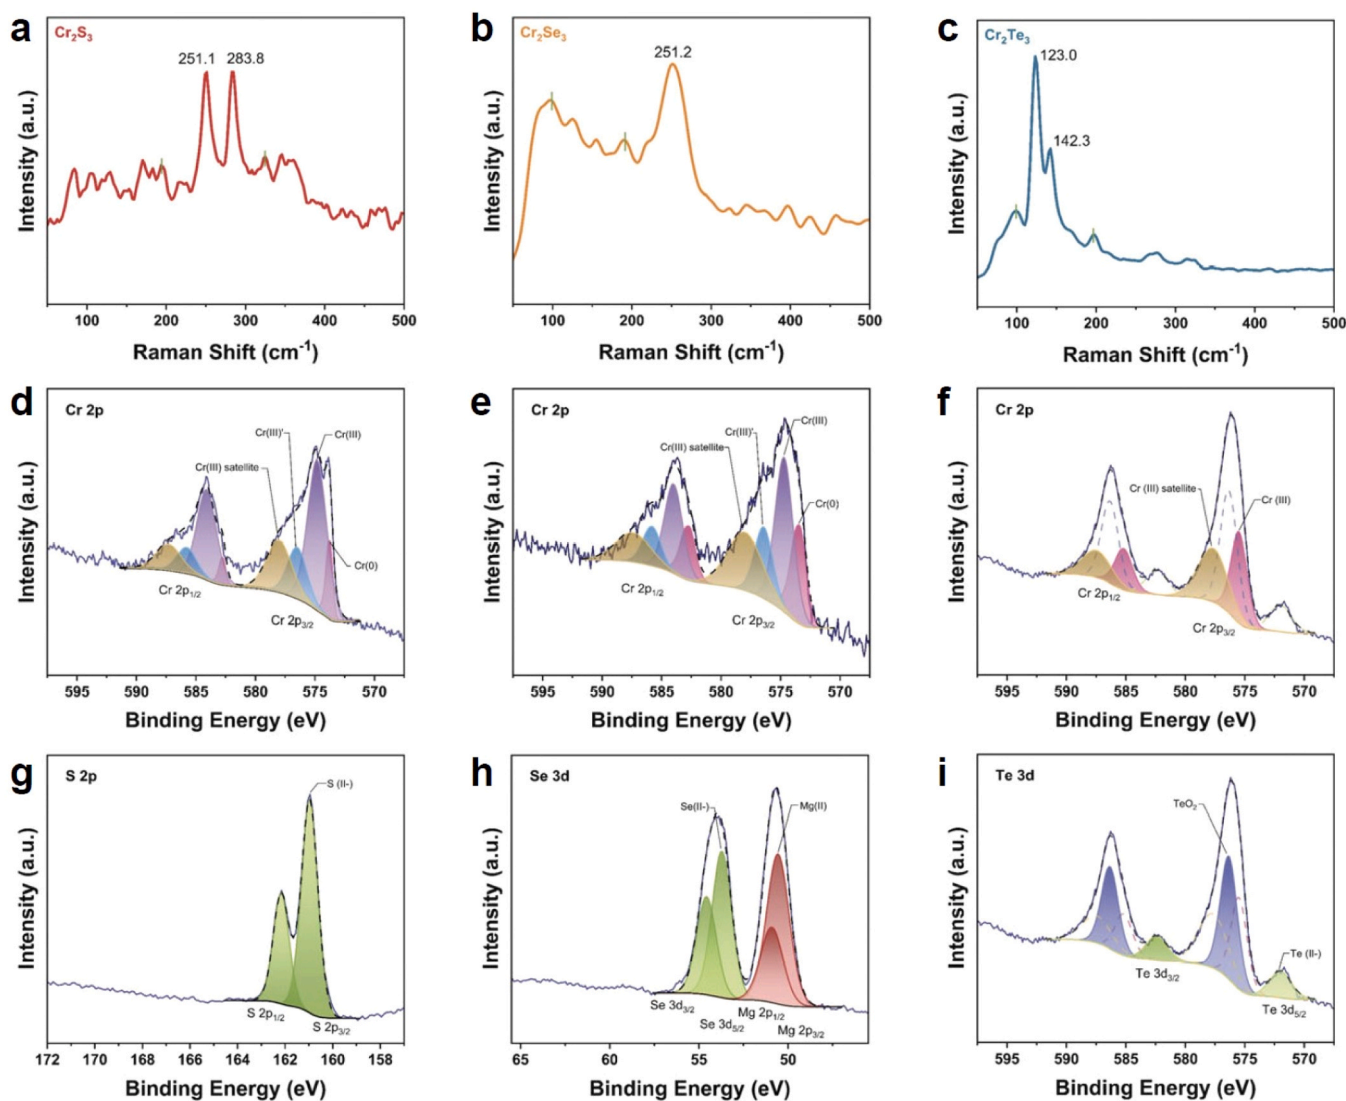 a
Cr₂S₃
251.1
283.8
Intensity (a.u.)
100 200 300 400 500
Raman Shift (cm⁻¹)
b
Cr₂Se₃
251.2
Intensity (a.u.)
100 200 300 400 500
Raman Shift (cm⁻¹)
c
Cr₂Te₃
123.0
142.3
Intensity (a.u.)
100 200 300 400 500
Raman Shift (cm⁻¹)
d
Cr 2p
Cr(III)'
Cr(III)
Cr(III) satellite
Cr(0)
Cr 2p₁/₂
Cr 2p₃/₂
Intensity (a.u.)
595 590 585 580 575 570
Binding Energy (eV)
e
Cr 2p
Cr(III)
Cr(III)'
Cr(III) satellite
Cr(0)
Cr 2p₁/₂
Cr 2p₃/₂
Intensity (a.u.)
595 590 585 580 575 570
Binding Energy (eV)
f
Cr 2p
Cr (III) satellite
Cr (III)
Cr 2p₁/₂
Cr 2p₃/₂
Intensity (a.u.)
595 590 585 580 575 570
Binding Energy (eV)
g
S 2p
S (II-)
S 2p₁/₂
S 2p₃/₂
Intensity (a.u.)
172 170 168 166 164 162 160 158
Binding Energy (eV)
h
Se 3d
Se(II-)
Mg(II)
Se 3d₃/₂
Se 3d₅/₂
Mg 2p₁/₂
Mg 2p₃/₂
Intensity (a.u.)
65 60 55 50
Binding Energy (eV)
i
Te 3d
TeO₂
Te (II-)
Te 3d₃/₂
Te 3d₅/₂
Intensity (a.u.)
595 590 585 580 575 570
Binding Energy (eV)